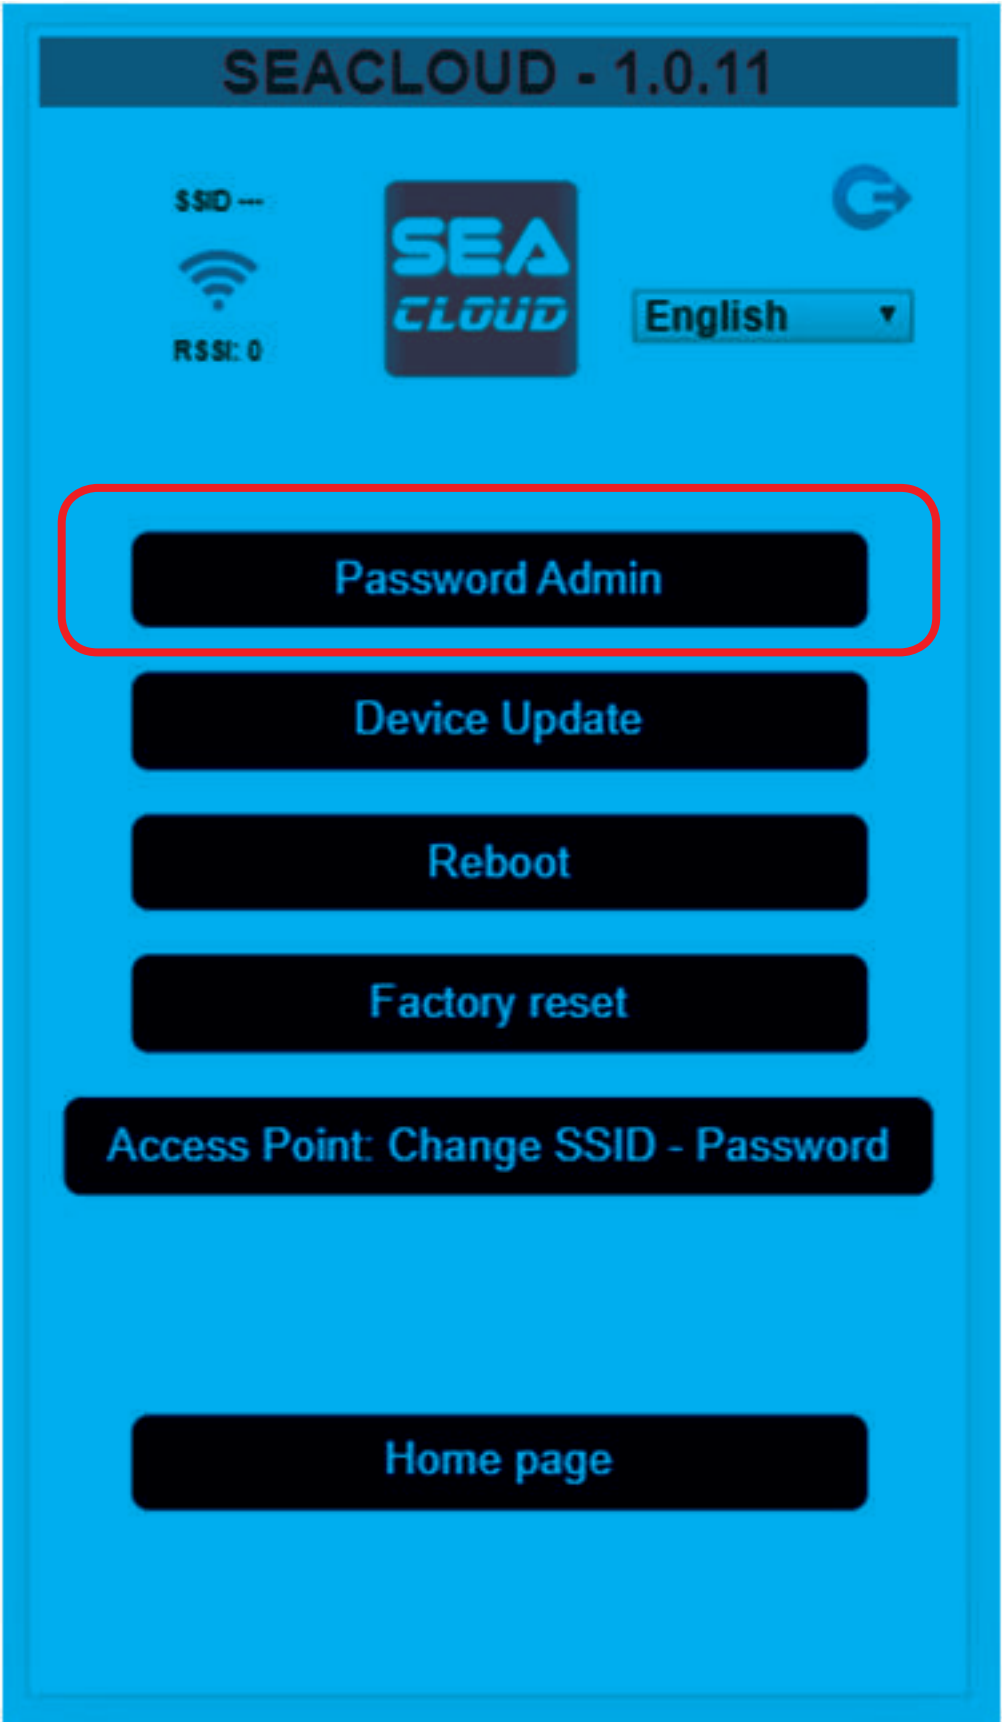 SEACLOUD - 1.0.11
SSID ---
SEA
CLOUD
RSSI: 0
English
Password Admin
Device Update
Reboot
Factory reset
Access Point: Change SSID - Password
Home page